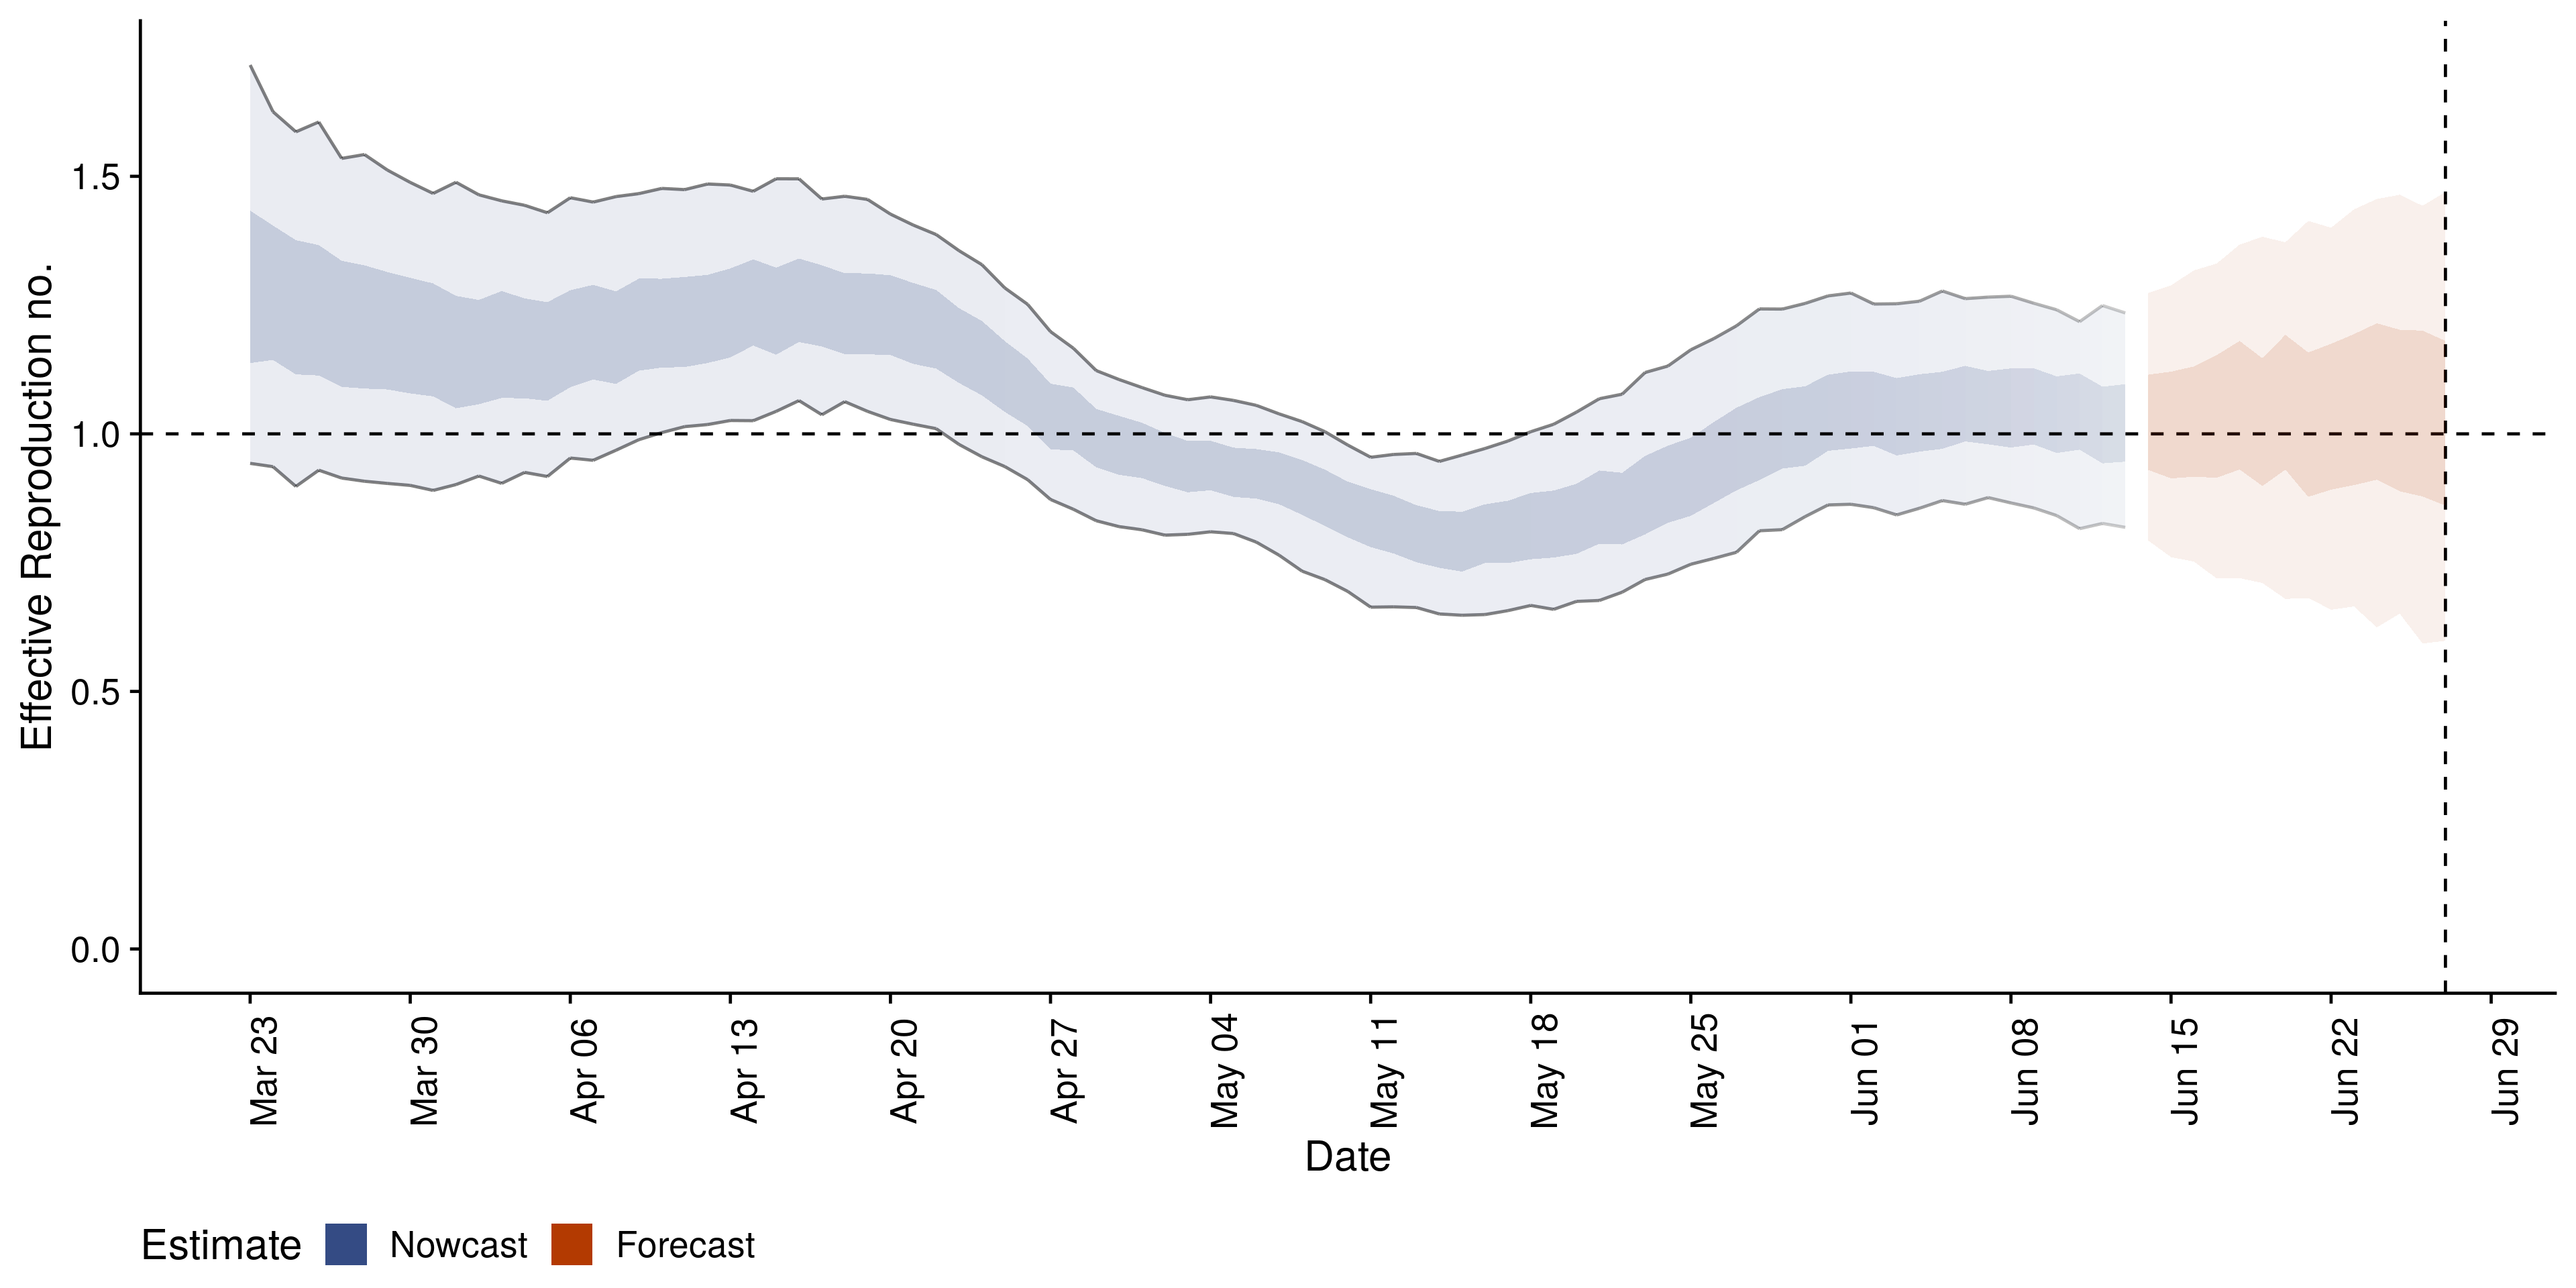 Effective Reproduction no.
1.5
1.0
0.5
0.0
Mar 23
Mar 30
Apr 06
Apr 13
Apr 20
Apr 27
May 04
May 11
May 18
May 25
Jun 01
Jun 08
Jun 15
Jun 22
Jun 29
Date
Estimate Nowcast Forecast